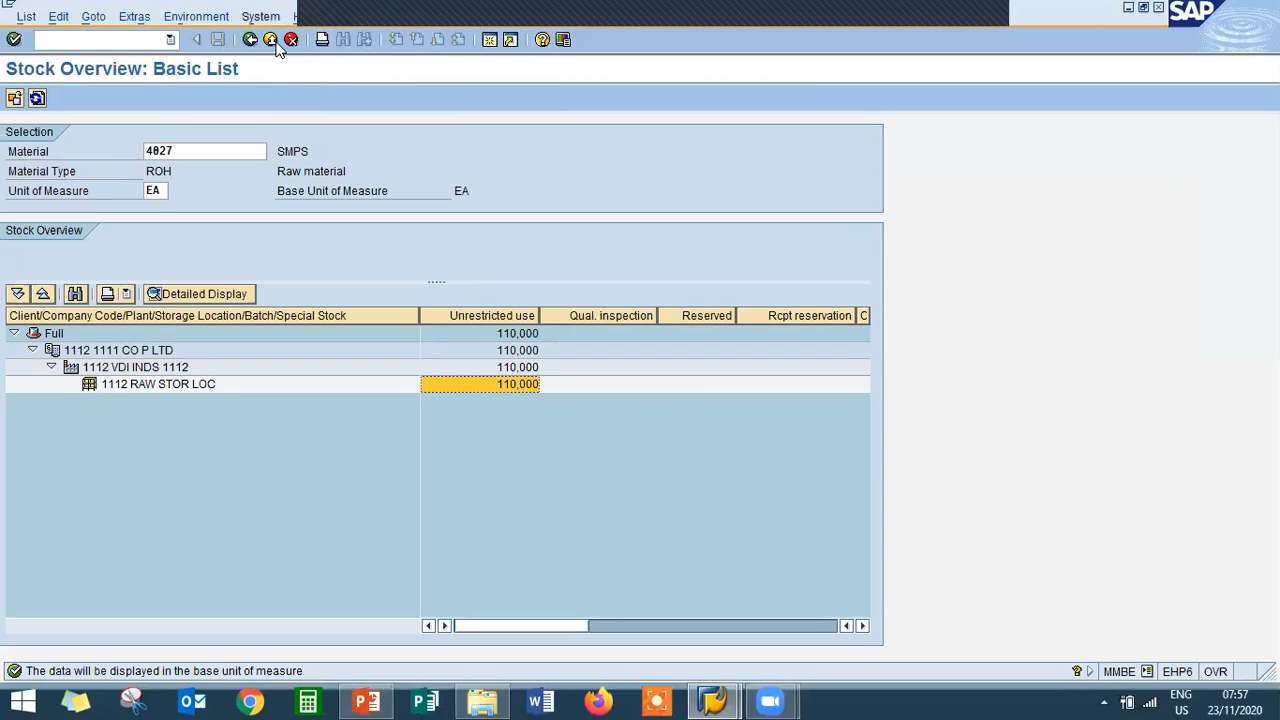 List Edit Goto Extras Environment System
SAP
Stock Overview: Basic List
Selection
Material 4027 SMPS
Material Type ROH Raw material
Unit of Measure EA Base Unit of Measure EA
Stock Overview
Detailed Display
Client/Company Code/Plant/Storage Location/Batch/Special Stock Unrestricted use Qual. inspection Reserved Rcpt reservation
Full 110,000
1112 1111 CO P LTD 110,000
1112 VDI INDS 1112 110,000
1112 RAW STOR LOC 110,000
The data will be displayed in the base unit of measure MMBE EHP6 OVR
ENG 07:57
US 23/11/2020